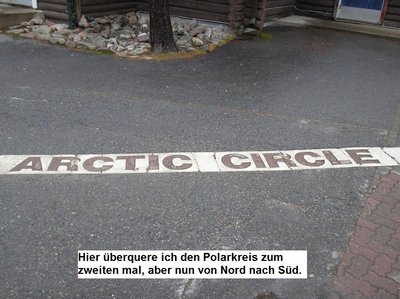 ARCTIC CIRCLE
Hier überquere ich den Polarkreis zum
zweiten mal, aber nun von Nord nach Süd.